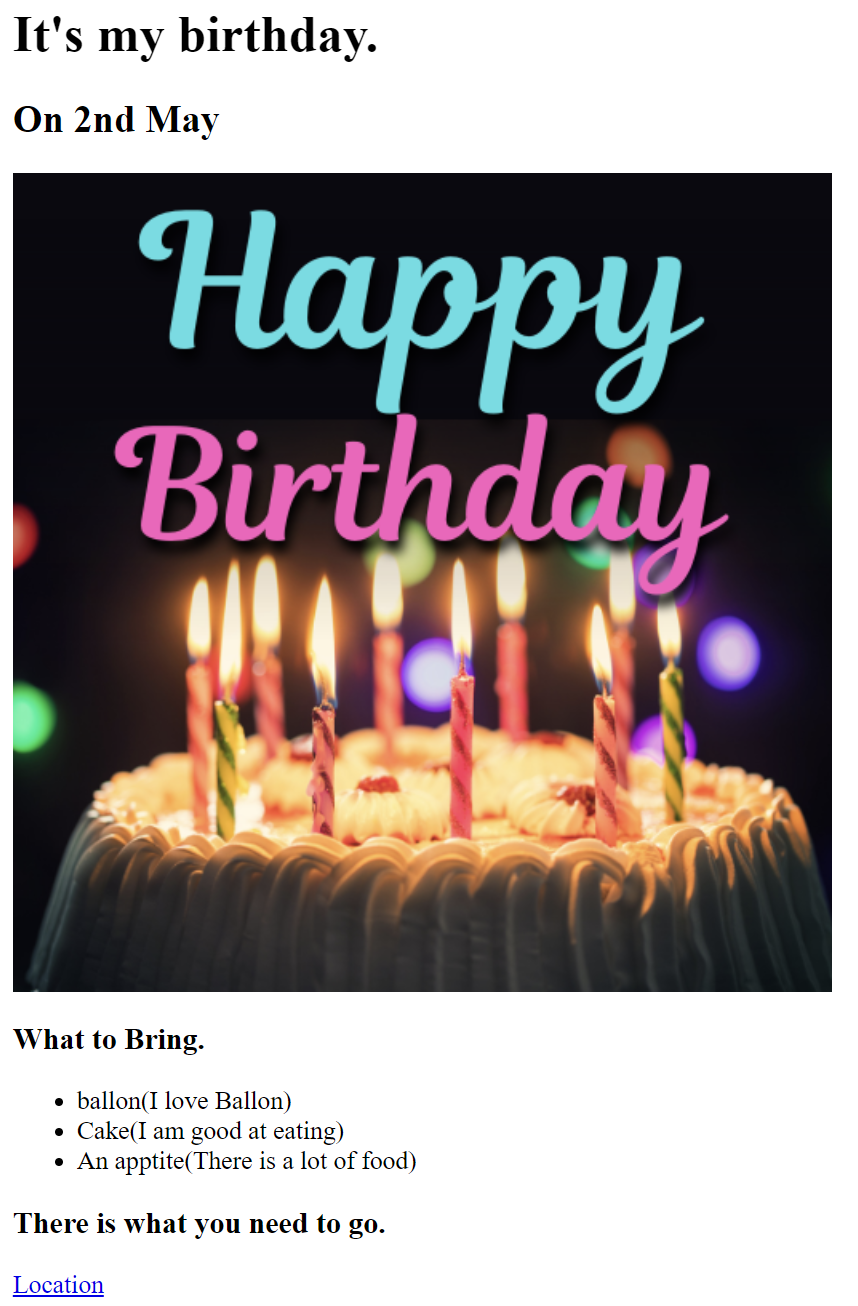 It's my birthday.
On 2nd May
Happy
Birthday
What to Bring.
ballon(I love Ballon)
Cake(I am good at eating)
An apptite(There is a lot of food)
There is what you need to go.
Location